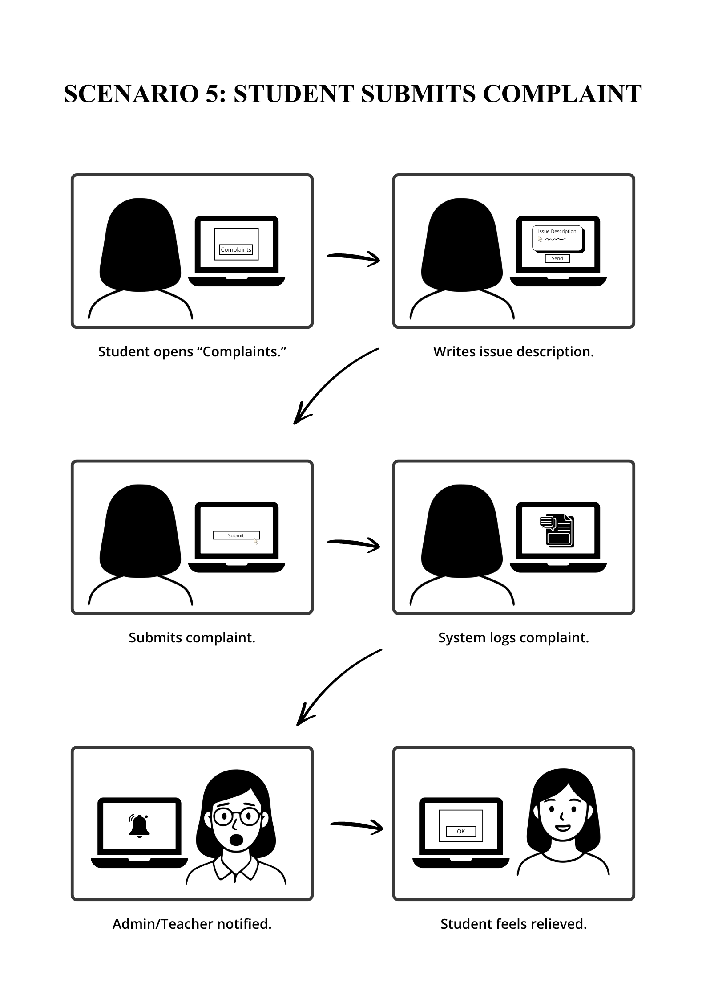 SCENARIO 5: STUDENT SUBMITS COMPLAINT
Complaints
Student opens “Complaints.”
Issue Description
Send
Writes issue description.
Submit
Submits complaint.
System logs complaint.
Admin/Teacher notified.
OK
Student feels relieved.